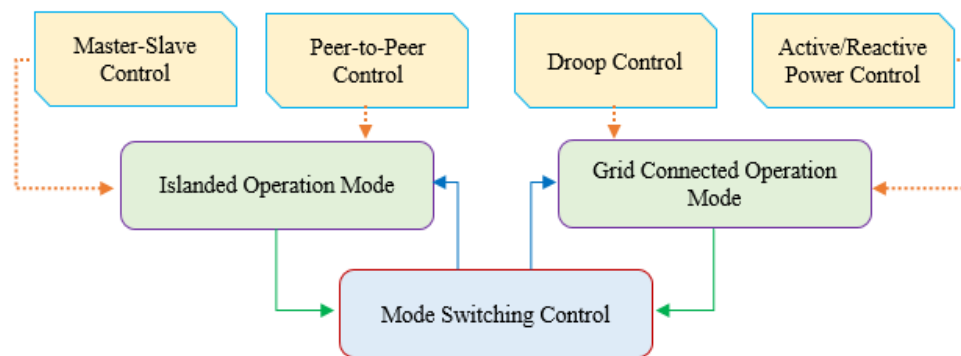 Master-Slave
Control
Peer-to-Peer
Control
Droop Control
Active/Reactive
Power Control
Islanded Operation Mode
Grid Connected Operation
Mode
Mode Switching Control